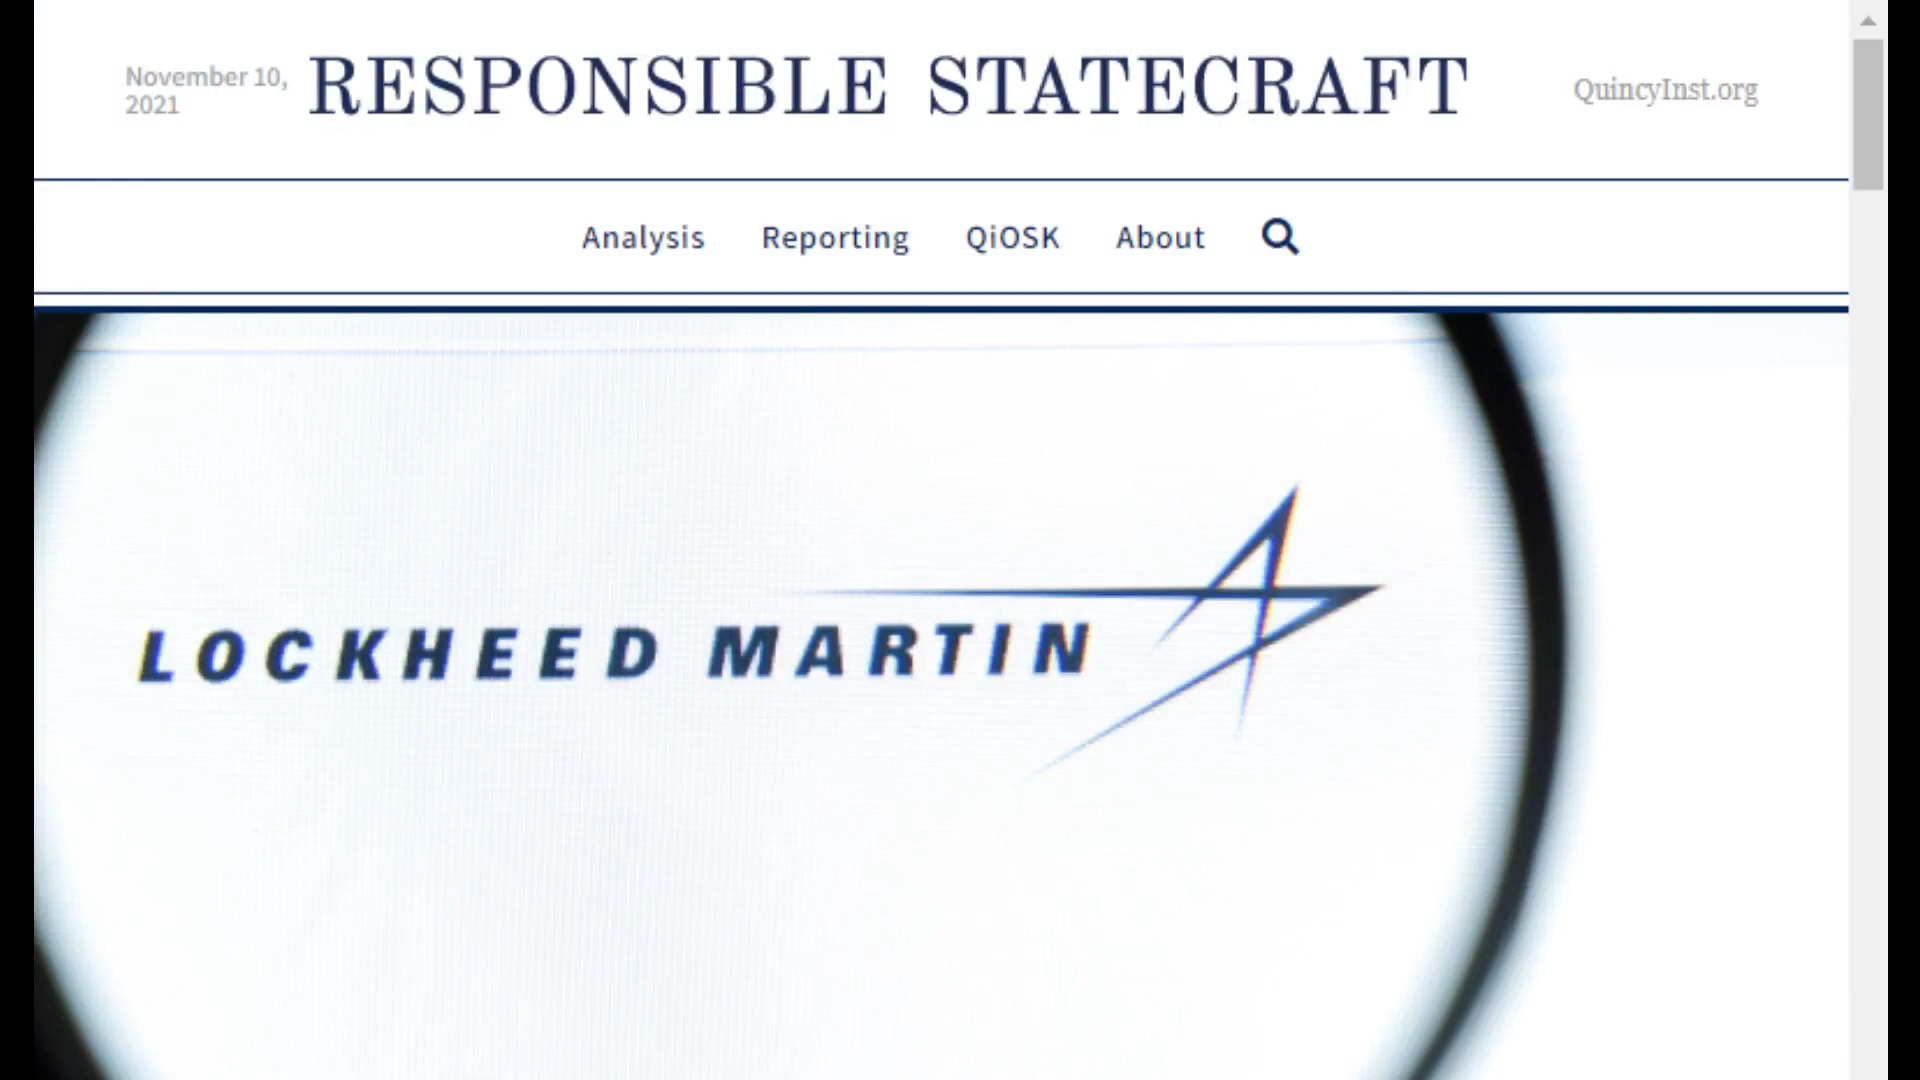 November 10,
2021
RESPONSIBLE STATECRAFT
QuincyInst.org
Analysis Reporting QiOSK About
LOCKHEED MARTIN